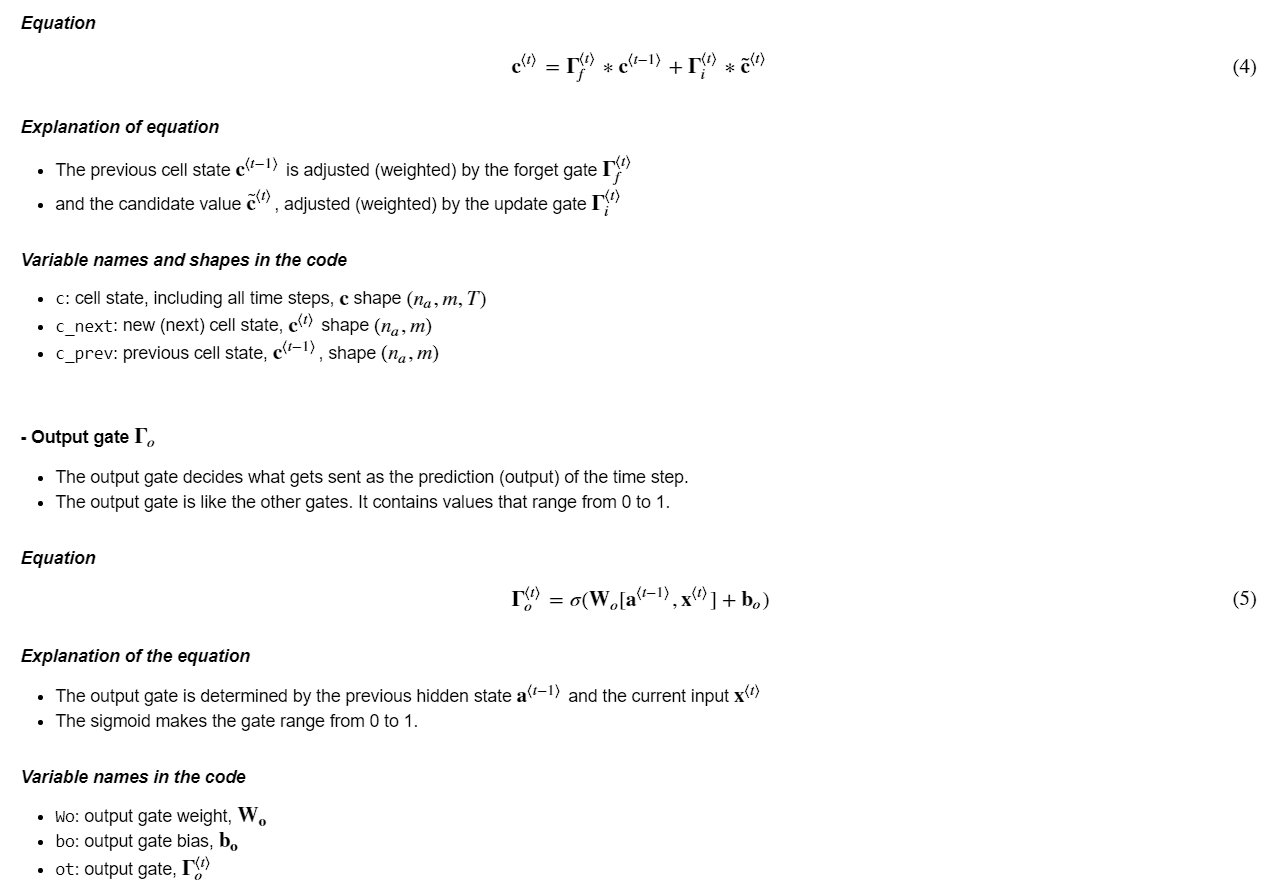 Equation
𝐜⟨𝑡⟩ = 𝚪𝑓⟨𝑡⟩ ∗ 𝐜⟨𝑡−1⟩ + 𝚪𝑖⟨𝑡⟩ ∗ 𝐜̃⟨𝑡⟩ (4)
Explanation of equation
• The previous cell state 𝐜⟨𝑡−1⟩ is adjusted (weighted) by the forget gate 𝚪𝑓⟨𝑡⟩
• and the candidate value 𝐜̃⟨𝑡⟩, adjusted (weighted) by the update gate 𝚪𝑖⟨𝑡⟩
Variable names and shapes in the code
• c: cell state, including all time steps, 𝐜 shape (𝑛𝑎, 𝑚, 𝑇)
• c_next: new (next) cell state, 𝐜⟨𝑡⟩ shape (𝑛𝑎, 𝑚)
• c_prev: previous cell state, 𝐜⟨𝑡−1⟩, shape (𝑛𝑎, 𝑚)
- Output gate 𝚪𝑜
• The output gate decides what gets sent as the prediction (output) of the time step.
• The output gate is like the other gates. It contains values that range from 0 to 1.
Equation
𝚪𝑜⟨𝑡⟩ = 𝜎(𝐖𝑜[𝐚⟨𝑡−1⟩, 𝐱⟨𝑡⟩] + 𝐛𝑜) (5)
Explanation of the equation
• The output gate is determined by the previous hidden state 𝐚⟨𝑡−1⟩ and the current input 𝐱⟨𝑡⟩
• The sigmoid makes the gate range from 0 to 1.
Variable names in the code
• Wo: output gate weight, 𝐖𝐨
• bo: output gate bias, 𝐛𝐨
• ot: output gate, 𝚪𝑜⟨𝑡⟩